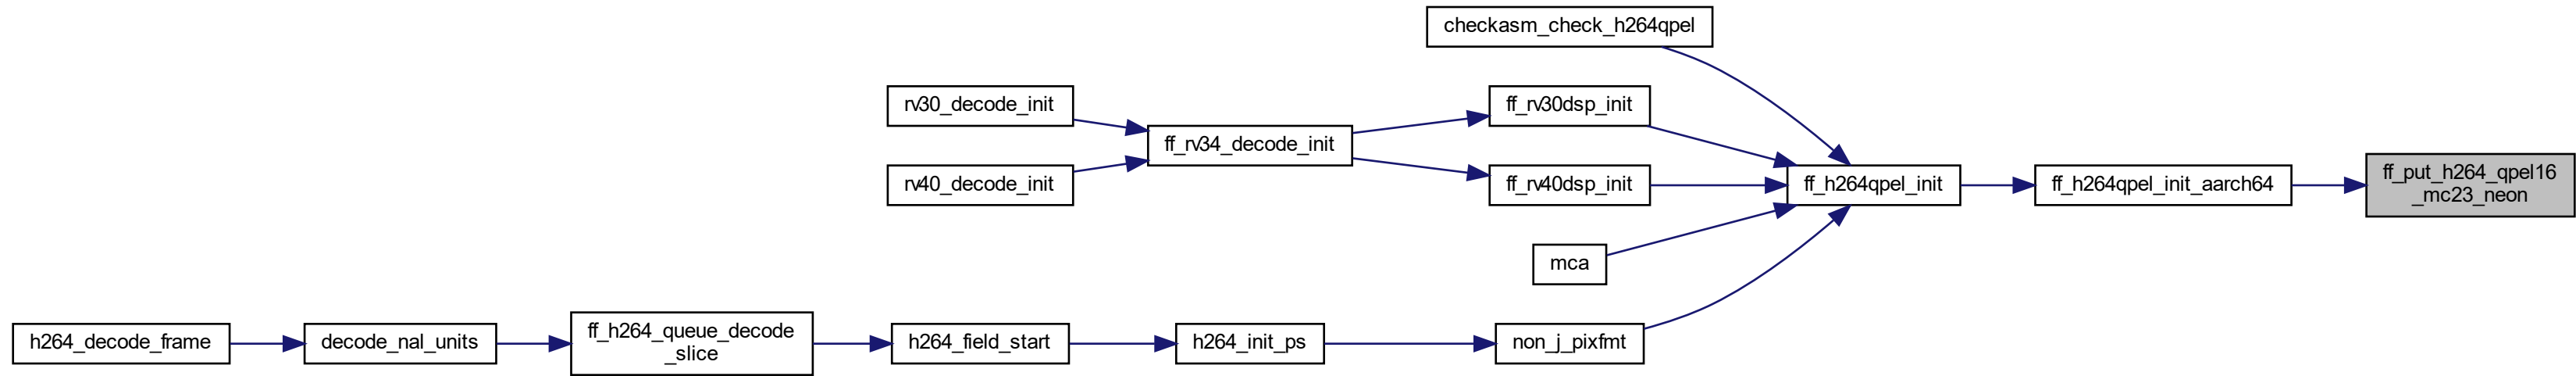 checkasm_check_h264qpel
rv30_decode_init
ff_rv30dsp_init
ff_rv34_decode_init
rv40_decode_init
ff_rv40dsp_init
ff_h264qpel_init
ff_h264qpel_init_aarch64
ff_put_h264_qpel16
_mc23_neon
mca
h264_decode_frame
decode_nal_units
ff_h264_queue_decode
_slice
h264_field_start
h264_init_ps
non_j_pixfmt